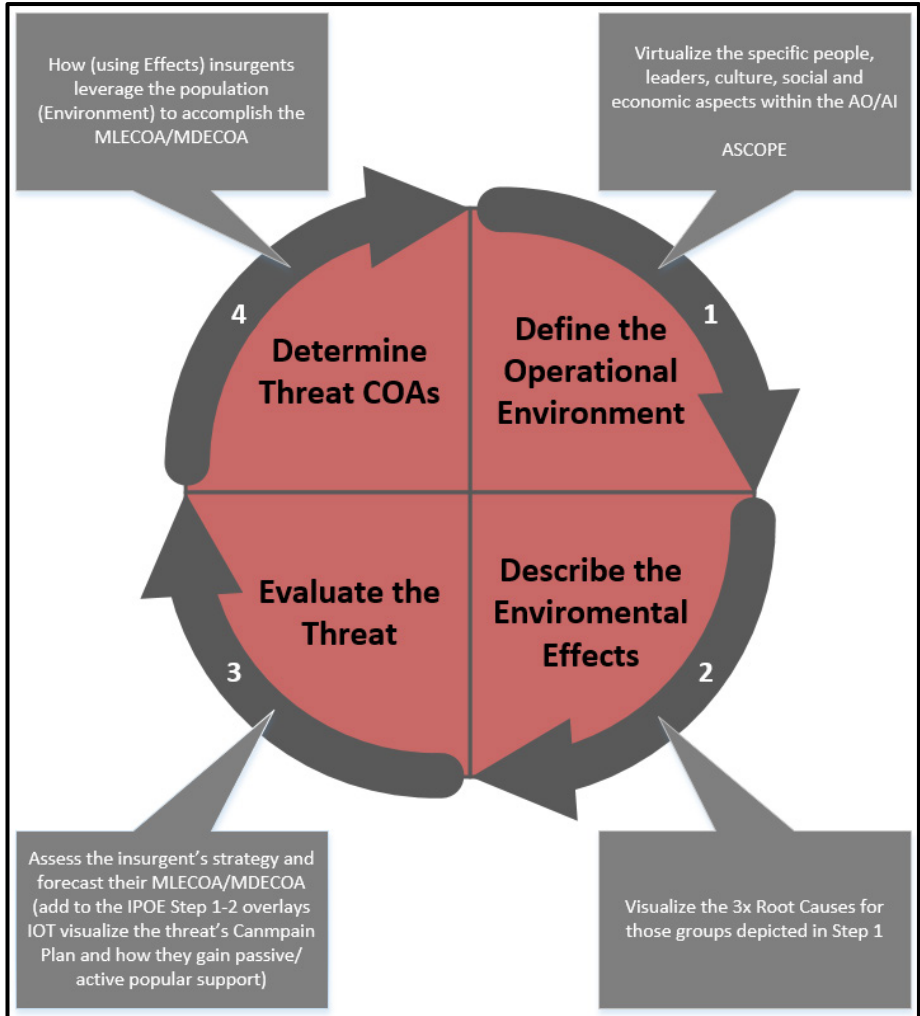 How (using Effects) insurgents
leverage the population
(Environment) to accomplish the
MLECOA/MDECOA
Virtualize the specific people,
leaders, culture, social and
economic aspects within the AO/AI
ASCOPE
4
Determine
Threat COAs
1
Define the
Operational
Environment
3
Evaluate the
Threat
2
Describe the
Enviromental
Effects
Assess the insurgent’s strategy and
forecast their MLECOA/MDECOA
(add to the IPOE Step 1-2 overlays
IOT visualize the threat’s Canmpain
Plan and how they gain passive/
active popular support)
Visualize the 3x Root Causes for
those groups depicted in Step 1